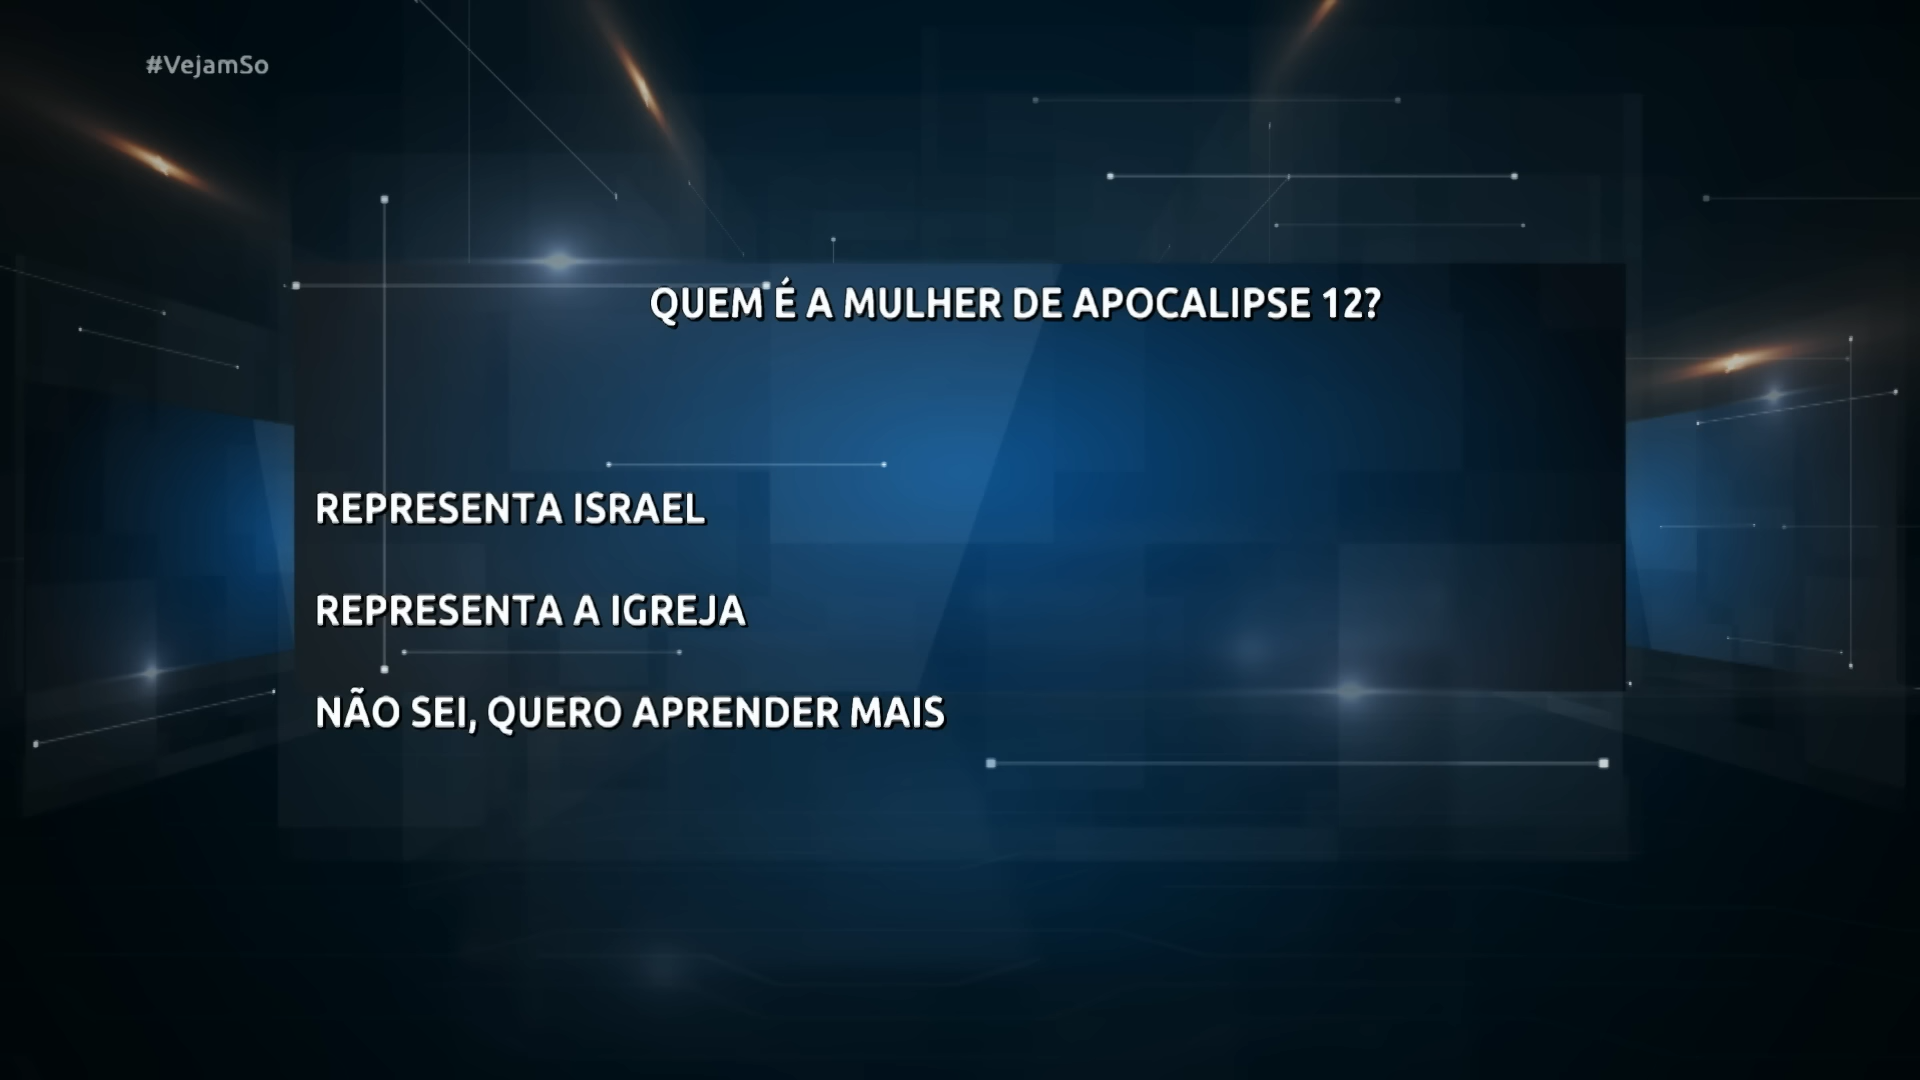 #VejamSo
QUEM É A MULHER DE APOCALIPSE 12?
REPRESENTA ISRAEL
REPRESENTA A IGREJA
NÃO SEI, QUERO APRENDER MAIS